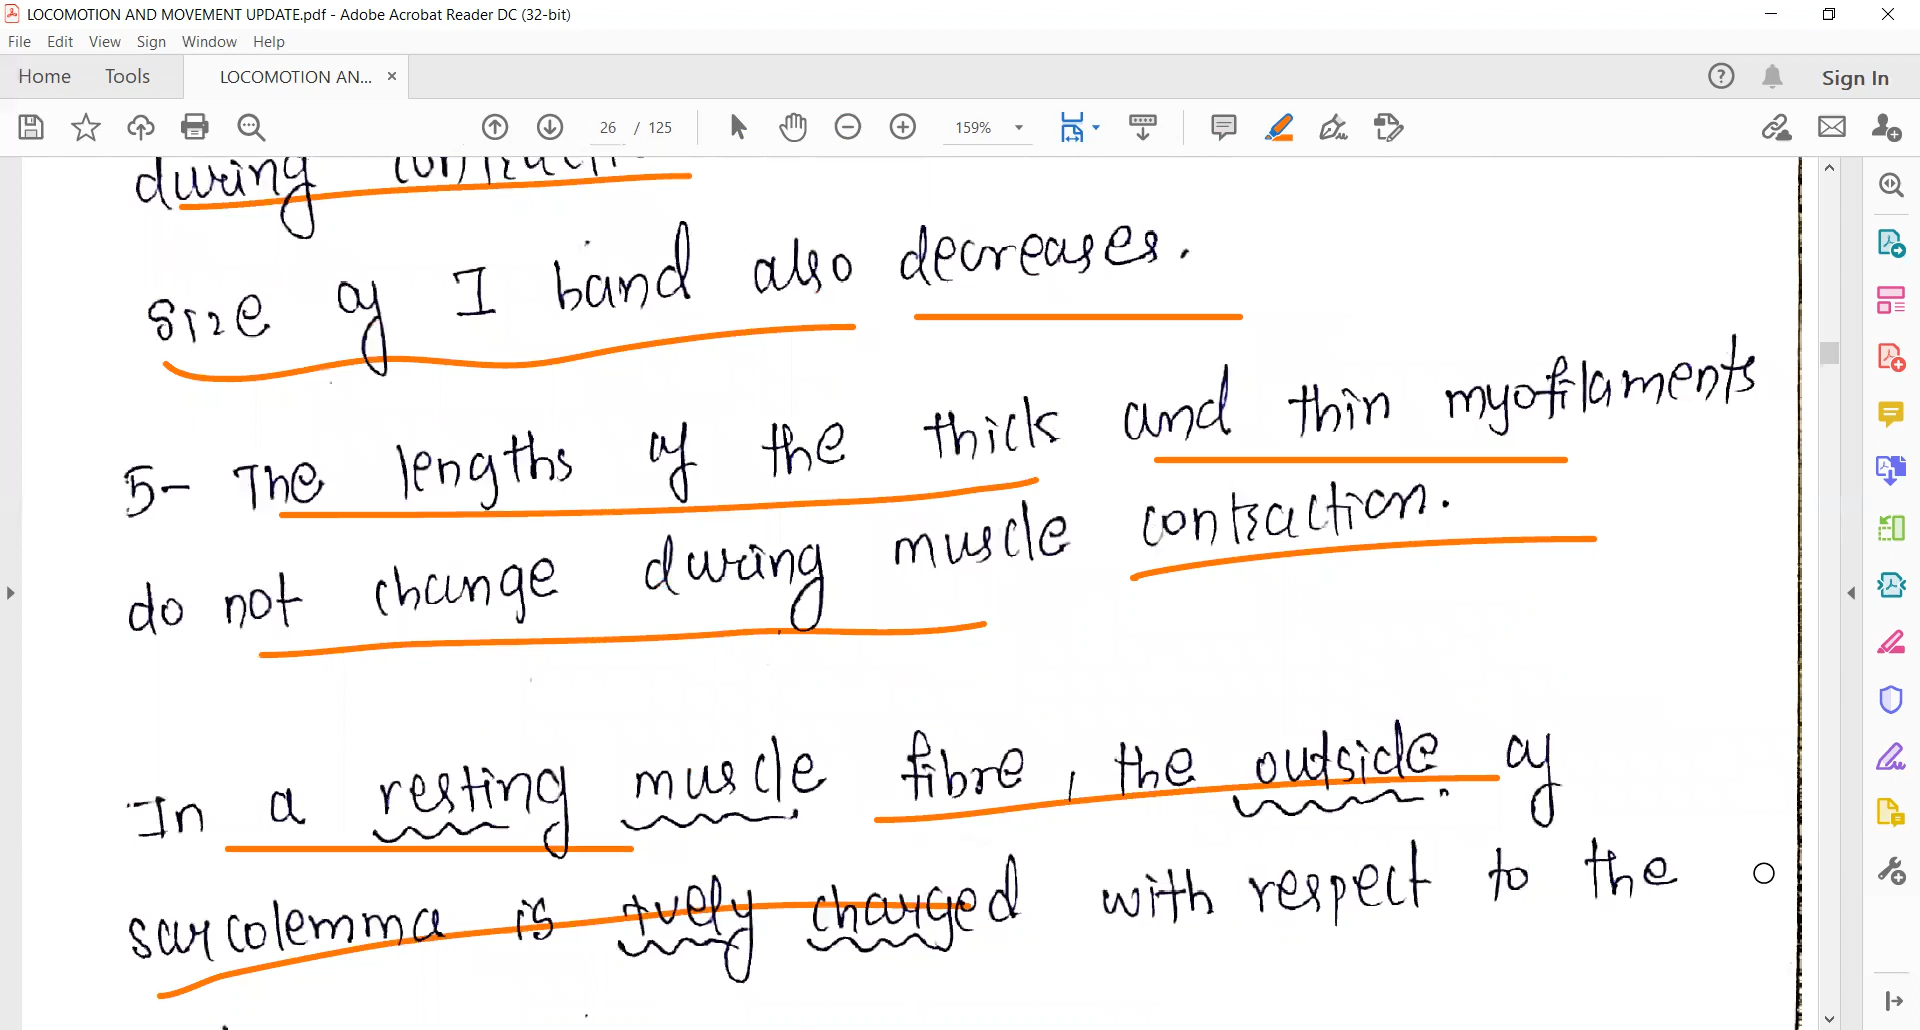 LOCOMOTION AND MOVEMENT UPDATE.pdf - Adobe Acrobat Reader DC (32-bit)
File Edit View Sign Window Help
Home Tools LOCOMOTION AN... ×
Sign In
26 / 125 159%
during contraction
size of I band also decreases.
5- The lengths of the thick and thin myofilaments
do not change during muscle contraction.
In a resting muscle fibre, the outside of
sarcolemma is +vely charged with respect to the